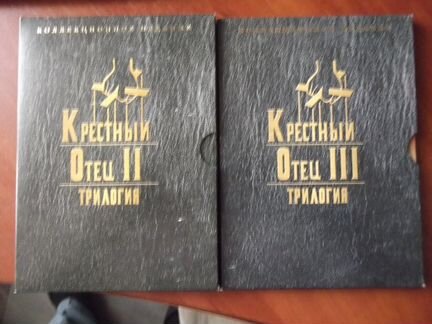 КОЛЛЕКЦИОННОЕ ИЗДАНИЕ
КРЕСТНЫЙ
ОТЕЦ II
ТРИЛОГИЯ
КРЕСТНЫЙ
ОТЕЦ III
ТРИЛОГИЯ